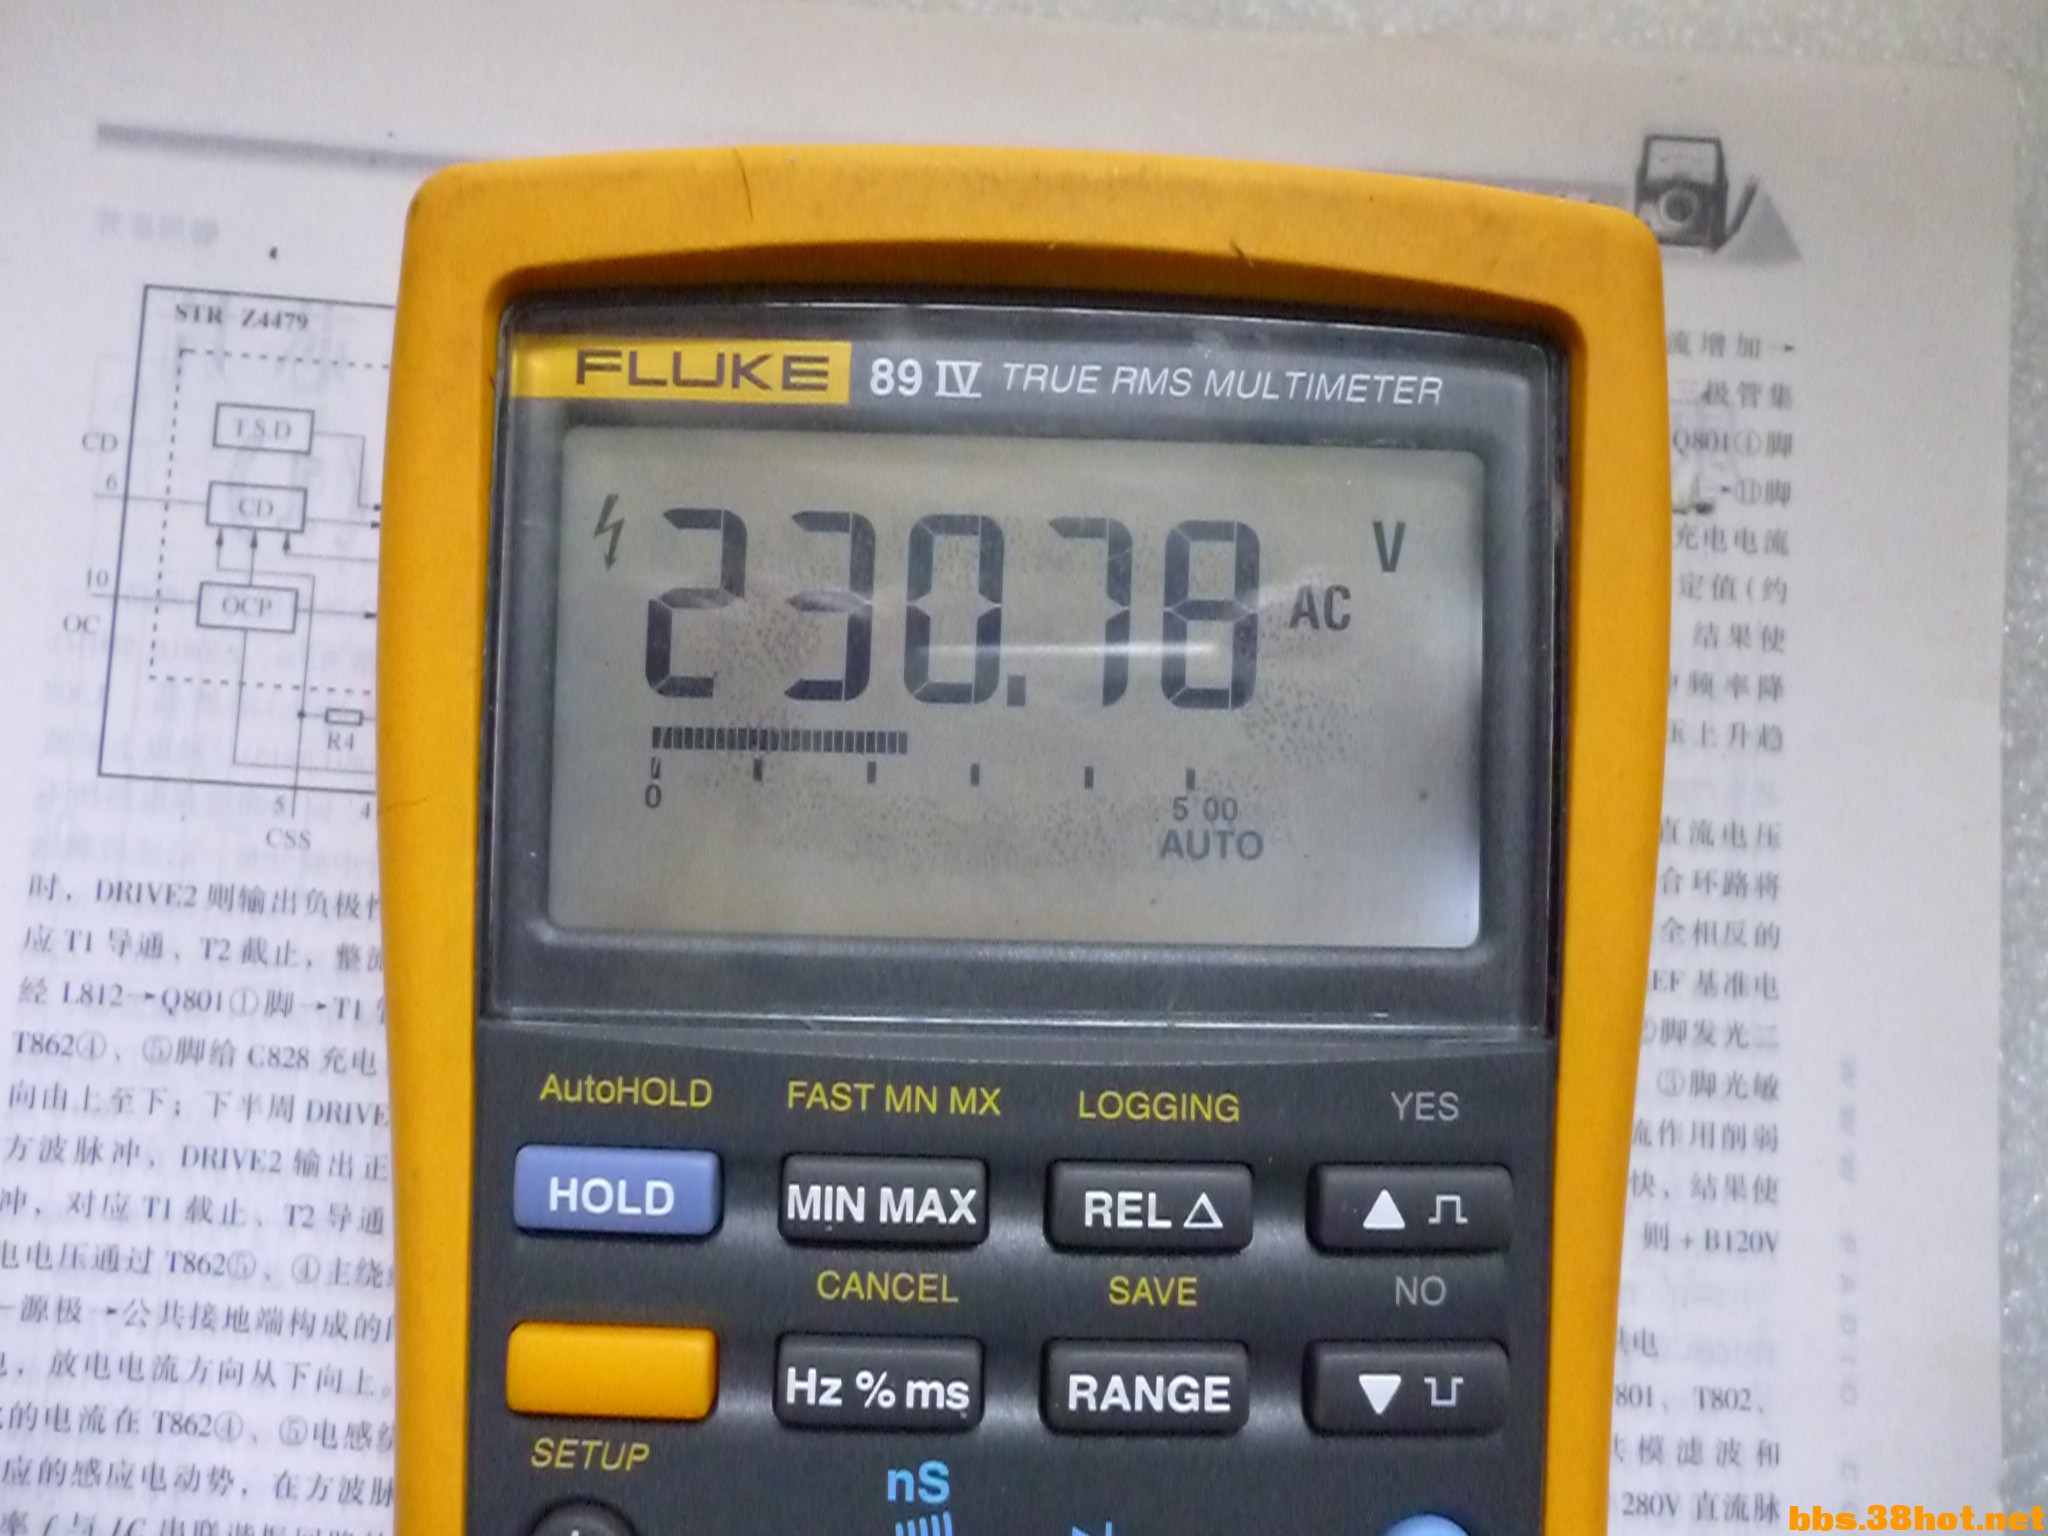 FLUKE 89 IV TRUE RMS MULTIMETER
230.78 AC V
0 5 00
AUTO
AutoHOLD FAST MN MX LOGGING YES
HOLD MIN MAX REL △ ▲
CANCEL SAVE NO
Hz % ms RANGE ▼
SETUP
nS
STR-Z4479
T.S.D
CD
6
CD
10
OCP
OC
R4
5 4
CSS
时，DRIVE2 则输出负极性
应 T1 导通、T2 截止，整流
经 L812→Q801①脚→T1
T862④、⑤脚给 C828 充电
向由上至下；下半周 DRIVE
方波脉冲，DRIVE2 输出正
冲，对应 T1 截止、T2 导通
电电压通过 T862⑤、④主绕
源极→公共接地端构成的
，放电电流方向从下向上。
的电流在 T862④、⑤电感
应的感应电动势，在方波脉
流增加→
三极管集
Q801④脚
→①脚
充电电流
定值(约
结果使
频率降
压上升趋
直流电压
合环路将
全相反的
EF 基准电
脚发光二
③脚光敏
流作用削弱
快，结果使
则+B120V
供电
801、T802、
共模滤波和
280V 直流脉
bbs.38hot.net